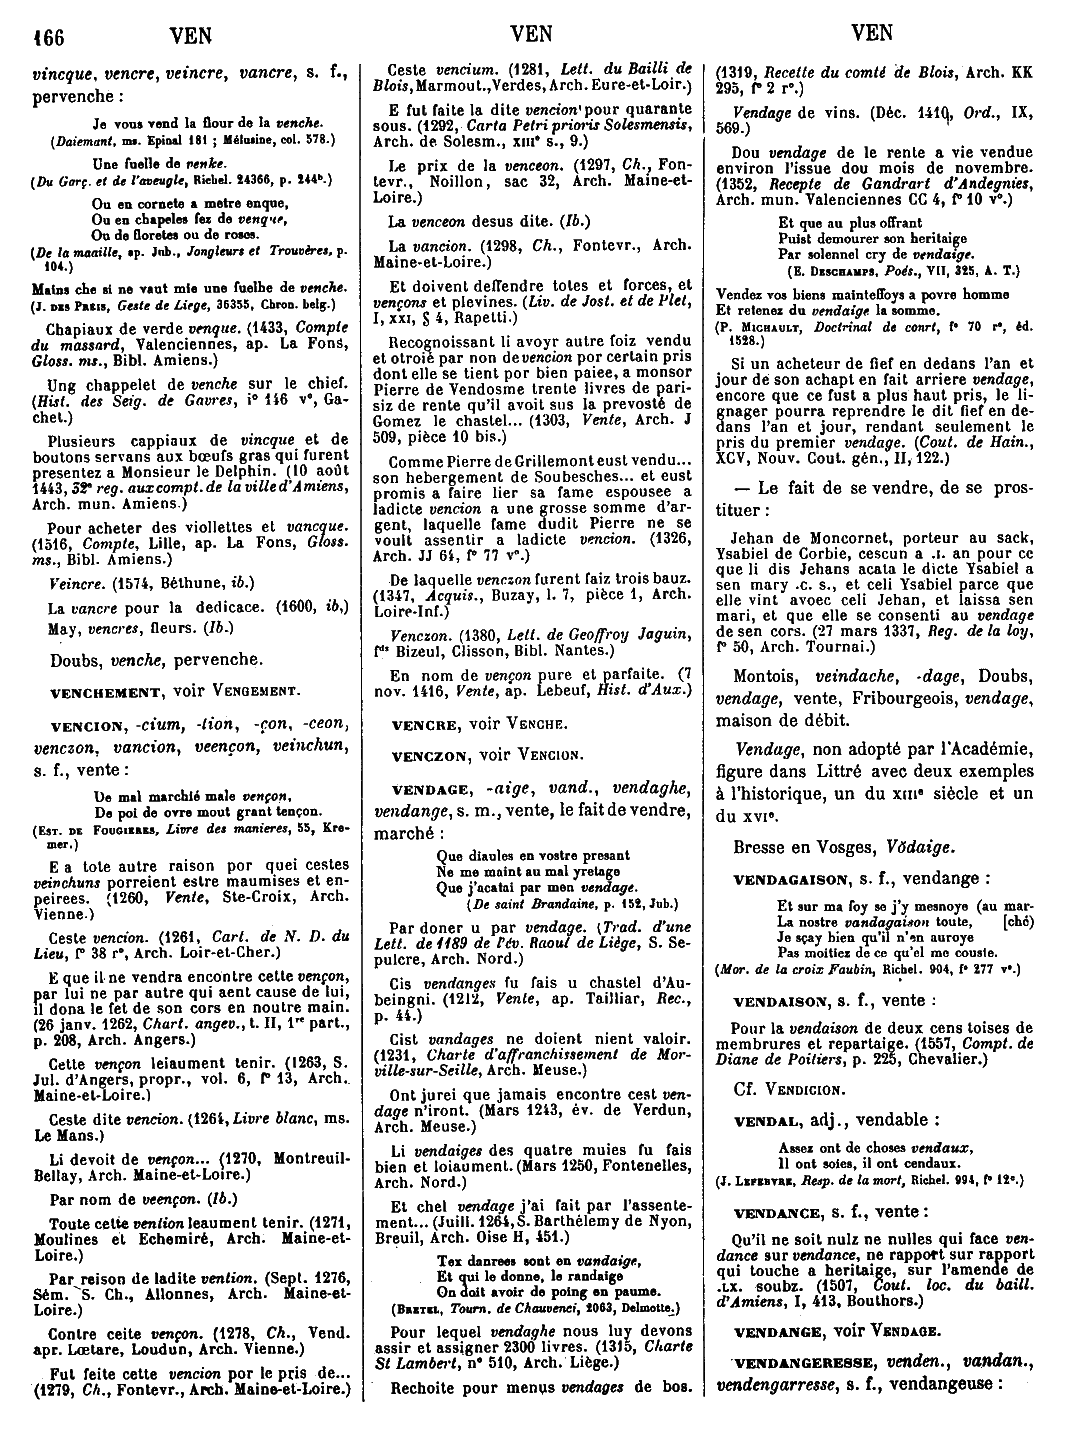 166 VEN VEN VEN
vincque, vencre, veincre, vancre, s. f.,
pervenche :
Je vous vend la flour de la venche.
(Daiemant, ms. Epinal 181 ; Mélusine, col. 578.)
Une fuelle de venke.
(Du Garç. et de l'aveugle, Richel. 24366, p. 244ᵇ.)
Ou en cornete a metre enque,
Ou en chapeles fez de venque,
Ou de floretes ou de roses.
(De la maaille, ap. Jub., Jongleurs et Trouvères, p.
104.)
Mains che si ne vaut mie une fuelhe de venche.
(J. DES PREIS, Geste de Liege, 36355, Chron. belg.)
Chapiaux de verde venque. (1433, Compte
du massard, Valenciennes, ap. La Fons,
Gloss. ms., Bibl. Amiens.)
Ung chappelet de venche sur le chief.
(Hist. des Seig. de Gavres, i° 146 v°, Ga-
chet.)
Plusieurs cappiaux de vincque et de
boutons servans aux bœufs gras qui furent
presentez a Monsieur le Delphin. (10 août
1443, 32ᵉ reg. aux compt. de la ville d'Amiens,
Arch. mun. Amiens.)
Pour acheter des viollettes et vancque.
(1516, Compte, Lille, ap. La Fons, Gloss.
ms., Bibl. Amiens.)
Veincre. (1574, Béthune, ib.)
La vancre pour la dedicace. (1600, ib,)
May, vencres, fleurs. (Ib.)
Doubs, venche, pervenche.
VENCHEMENT, voir VENGEMENT.
VENCION, -cium, -tion, -çon, -ceon,
venczon, vancion, veençon, veinchun,
s. f., vente :
De mal marchié male vençon,
De poi de ovre mout grant tençon.
(EST. DE FOUGIERES, Livre des manieres, 55, Kre-
mer.)
E a tote autre raison por quei cestes
veinchuns porreient estre maumises et en-
peirees. (1260, Vente, Ste-Croix, Arch.
Vienne.)
Ceste vencion. (1261, Cart. de N. D. du
Lieu, f° 38 r°, Arch. Loir-et-Cher.)
E que il ne vendra encontre cette vençon,
par lui ne par autre qui aent cause de lui,
il dona le fet de son cors en noutre main.
(26 janv. 1262, Chart. angev., t. II, 1ʳᵉ part.,
p. 208, Arch. Angers.)
Cette vençon leiaument tenir. (1263, S.
Jul. d'Angers, propr., vol. 6, f° 13, Arch.
Maine-et-Loire.)
Ceste dite vencion. (1264, Livre blanc, ms.
Le Mans.)
Li devoit de vençon... (1270, Montreuil-
Bellay, Arch. Maine-et-Loire.)
Par nom de veençon. (Ib.)
Toute ceste vention leaument tenir. (1271,
Moulines et Echemiré, Arch. Maine-et-
Loire.)
Par reison de ladite vention. (Sept. 1276,
Sém. S. Ch., Allonnes, Arch. Maine-et-
Loire.)
Contre ceite vençon. (1278, Ch., Vend.
apr. Lætare, Loudun, Arch. Vienne.)
Fut feite cette vencion por le pris de...
(1279, Ch., Fontevr., Arch. Maine-et-Loire.)
Ceste vencium. (1281, Lett. du Bailli de
Blois, Marmout., Verdes, Arch. Eure-et-Loir.)
E fut faite la dite vencion pour quarante
sous. (1292, Carta Petri prioris Solesmensis,
Arch. de Solesm., XIIIᵉ s., 9.)
Le prix de la venceon. (1297, Ch., Fon-
tevr., Noillon, sac 32, Arch. Maine-et-
Loire.)
La venceon desus dite. (Ib.)
La vancion. (1298, Ch., Fontevr., Arch.
Maine-et-Loire.)
Et doivent deffendre totes et forces, et
vençons et plevines. (Liv. de Jost. et de Plet,
I, XXI, § 4, Rapetti.)
Recognoissant li avoyr autre foiz vendu
et otroié par non de vencion por certain pris
dont elle se tient por bien paiee, a monsor
Pierre de Vendosme trente livres de pari-
siz de rente qu'il avoit sus la prevosté de
Gomez le chastel... (1303, Vente, Arch. J
509, pièce 10 bis.)
Comme Pierre de Grillemont eust vendu...
son hebergement de Soubesches... et eust
promis a faire lier sa fame espousee a
ladicte vencion a une grosse somme d'ar-
gent, laquelle fame dudit Pierre ne se
voult assentir a ladicte vencion. (1326,
Arch. JJ 64, f° 77 v°.)
De laquelle venczon furent faiz trois bauz.
(1347, Acquis., Buzay, l. 7, pièce 1, Arch.
Loire-Inf.)
Venczon. (1380, Lett. de Geoffroy Jaguin,
fᵈˢ Bizeul, Clisson, Bibl. Nantes.)
En nom de vençon pure et parfaite. (7
nov. 1416, Vente, ap. Lebeuf, Hist. d'Aux.)
VENCRE, voir VENCHE.
VENCZON, voir VENCION.
VENDAGE, -aige, vand., vendaghe,
vendange, s. m., vente, le fait de vendre,
marché :
Que diaules en vostre presant
Ne me maint au mal yretage
Que j'acatai par men vendage.
(De saint Brandaine, p. 152, Jub.)
Par doner u par vendage. (Trad. d'une
Lett. de 1189 de l'év. Raoul de Liège, S. Se-
pulcre, Arch. Nord.)
Cis vendanges fu fais u chastel d'Au-
beingni. (1212, Vente, ap. Tailliar, Rec.,
p. 44.)
Cist vandages ne doient nient valoir.
(1231, Charte d'affranchissement de Mor-
ville-sur-Seille, Arch. Meuse.)
Ont jurei que jamais encontre cest ven-
dage n'iront. (Mars 1243, év. de Verdun,
Arch. Meuse.)
Li vendaiges des quatre muies fu fais
bien et loiaument. (Mars 1250, Fontenelles,
Arch. Nord.)
Et chel vendage j'ai fait par l'assente-
ment... (Juill. 1264, S. Barthélemy de Nyon,
Breuil, Arch. Oise H, 451.)
Tex danrees sont en vandaige,
Et qui le donne, le randaige
On doit avoir de poing en paume.
(BRETEL, Tourn. de Chauvenci, 2063, Delmotte.)
Pour lequel vendaghe nous luy devons
assir et assigner 2300 livres. (1315, Charte
St Lambert, n° 510, Arch. Liège.)
Rechoite pour menus vendages de bos.
(1319, Recette du comté de Blois, Arch. KK
295, f° 2 r°.)
Vendage de vins. (Déc. 1410, Ord., IX,
569.)
Dou vendage de le rente a vie vendue
environ l'issue dou mois de novembre.
(1352, Recepte de Gandrart d'Andegnies,
Arch. mun. Valenciennes CC 4, f° 10 v°.)
Et que au plus offrant
Puist demourer son heritaige
Par solennel cry de vendaige.
(E. DESCHAMPS, Poés., VII, 325, A. T.)
Vendez vos biens mainteffoys a povre homme
Et retenez du vendaige la somme.
(P. MICHAULT, Doctrinal de court, f° 70 r°, éd.
1528.)
Si un acheteur de fief en dedans l'an et
jour de son achapt en fait arriere vendage,
encore que ce fust a plus haut pris, le li-
gnager pourra reprendre le dit fief en de-
dans l'an et jour, rendant seulement le
pris du premier vendage. (Cout. de Hain.,
XCV, Nouv. Cout. gén., II, 122.)
— Le fait de se vendre, de se pros-
tituer :
Jehan de Moncornet, porteur au sack,
Ysabiel de Corbie, cescun a .I. an pour ce
que li dis Jehans acata le dicte Ysabiel a
sen mary .C. s., et celi Ysabiel parce que
elle vint avoec celi Jehan, et laissa sen
mari, et que elle se consenti au vendage
de sen cors. (27 mars 1337, Reg. de la loy,
f° 50, Arch. Tournai.)
Montois, veindache, -dage, Doubs,
vendage, vente, Fribourgeois, vendage,
maison de débit.
Vendage, non adopté par l'Académie,
figure dans Littré avec deux exemples
à l'historique, un du XIIIᵉ siècle et un
du XVIᵉ.
Bresse en Vosges, Vŏdaige.
VENDAGAISON, s. f., vendange :
Et sur ma foy se j'y mesnoye (au mar-
La nostre vandagaison toute, [ché)
Je sçay bien qu'il n'en auroye
Pas moitiez de ce qu'el me couste.
(Mor. de la croix Faubin, Richel. 904, f° 277 v°.)
VENDAISON, s. f., vente :
Pour la vendaison de deux cens toises de
membrures et repartaige. (1557, Compt. de
Diane de Poitiers, p. 225, Chevalier.)
Cf. VENDICION.
VENDAL, adj., vendable :
Assez ont de choses vendaux,
Il ont soies, il ont cendaux.
(J. LEFEBVRE, Resp. de la mort, Richel. 994, f° 12ᵉ.)
VENDANCE, s. f., vente :
Qu'il ne soit nulz ne nulles qui face ven-
dance sur vendance, ne rapport sur rapport
qui touche a heritaige, sur l'amende de
.LX. soubz. (1507, Cout. loc. du baill.
d'Amiens, I, 413, Bouthors.)
VENDANGE, voir VENDAGE.
VENDANGERESSE, venden., vandan.,
vendengarresse, s. f., vendangeuse :